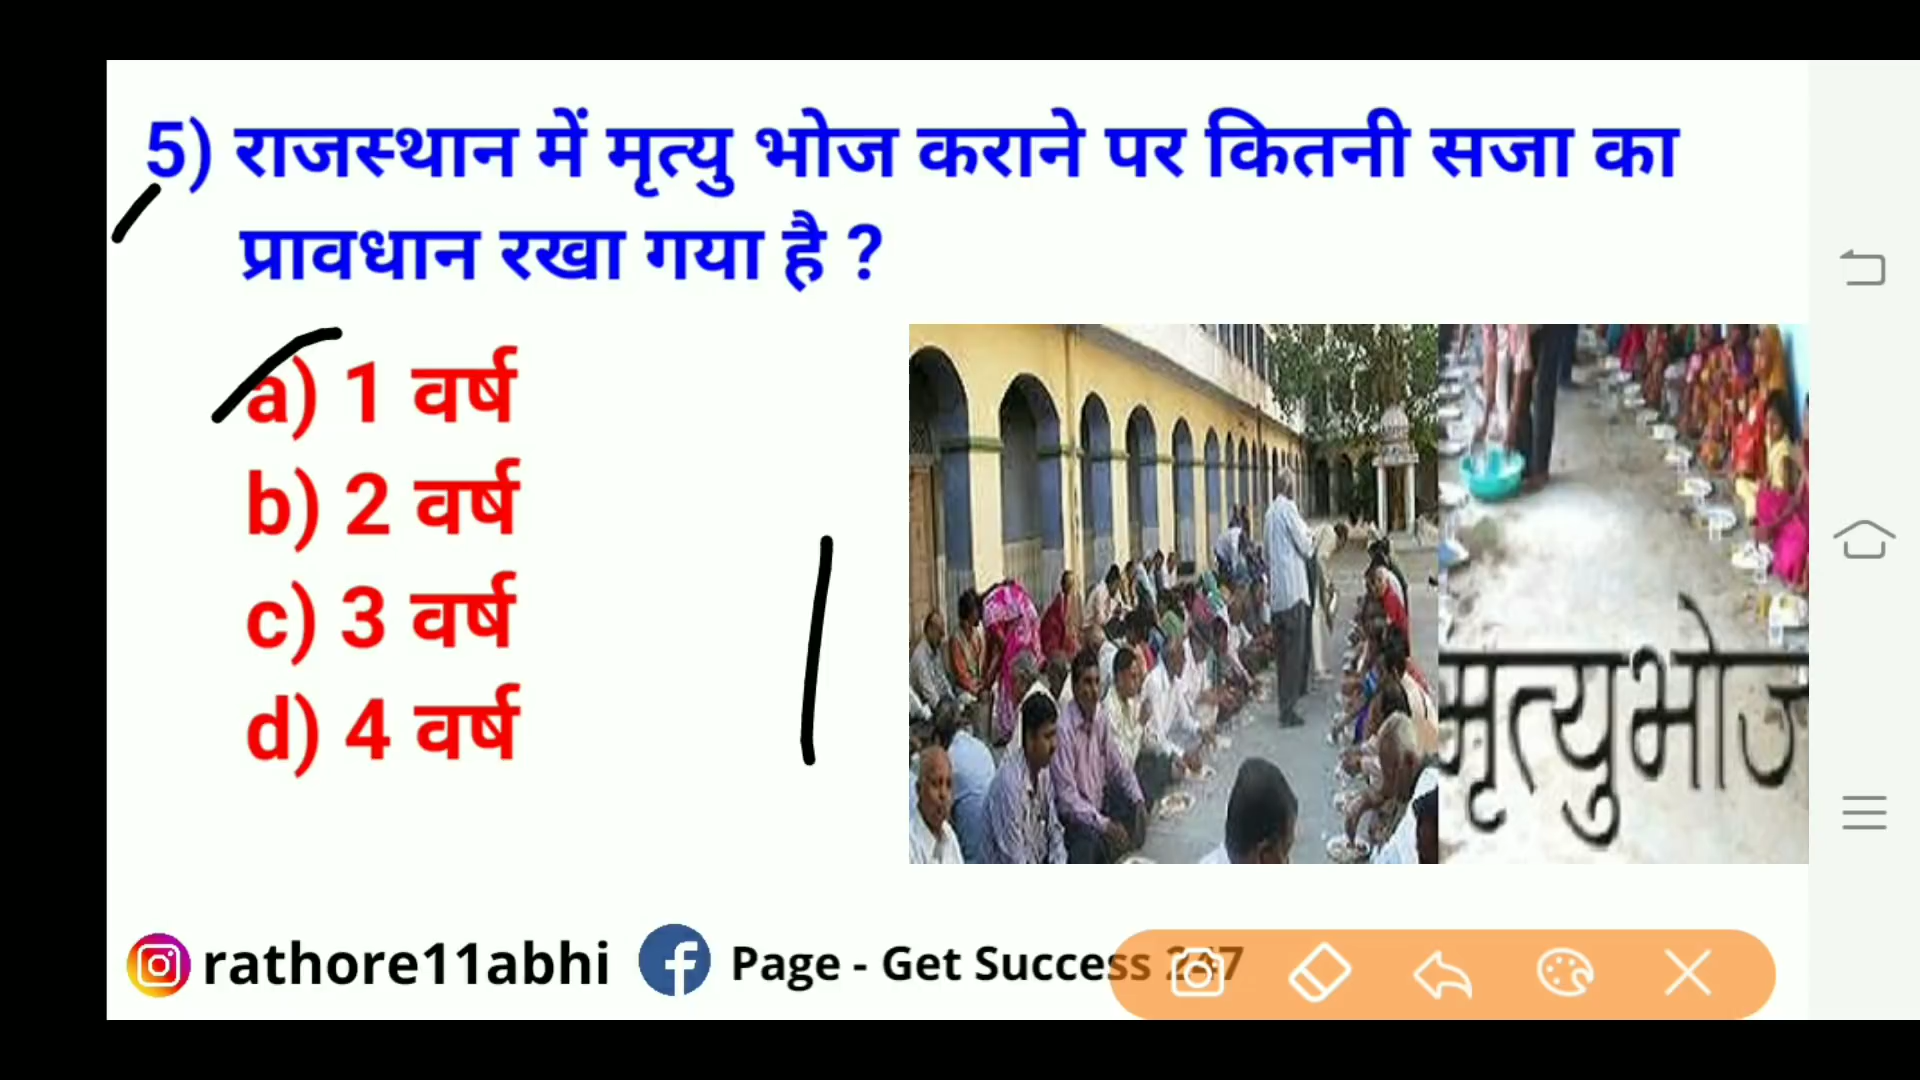 5) राजस्थान में मृत्यु भोज कराने पर कितनी सजा का
प्रावधान रखा गया है ?
a) 1 वर्ष
b) 2 वर्ष
c) 3 वर्ष
d) 4 वर्ष
मृत्युभोज
rathore11abhi Page - Get Success 247